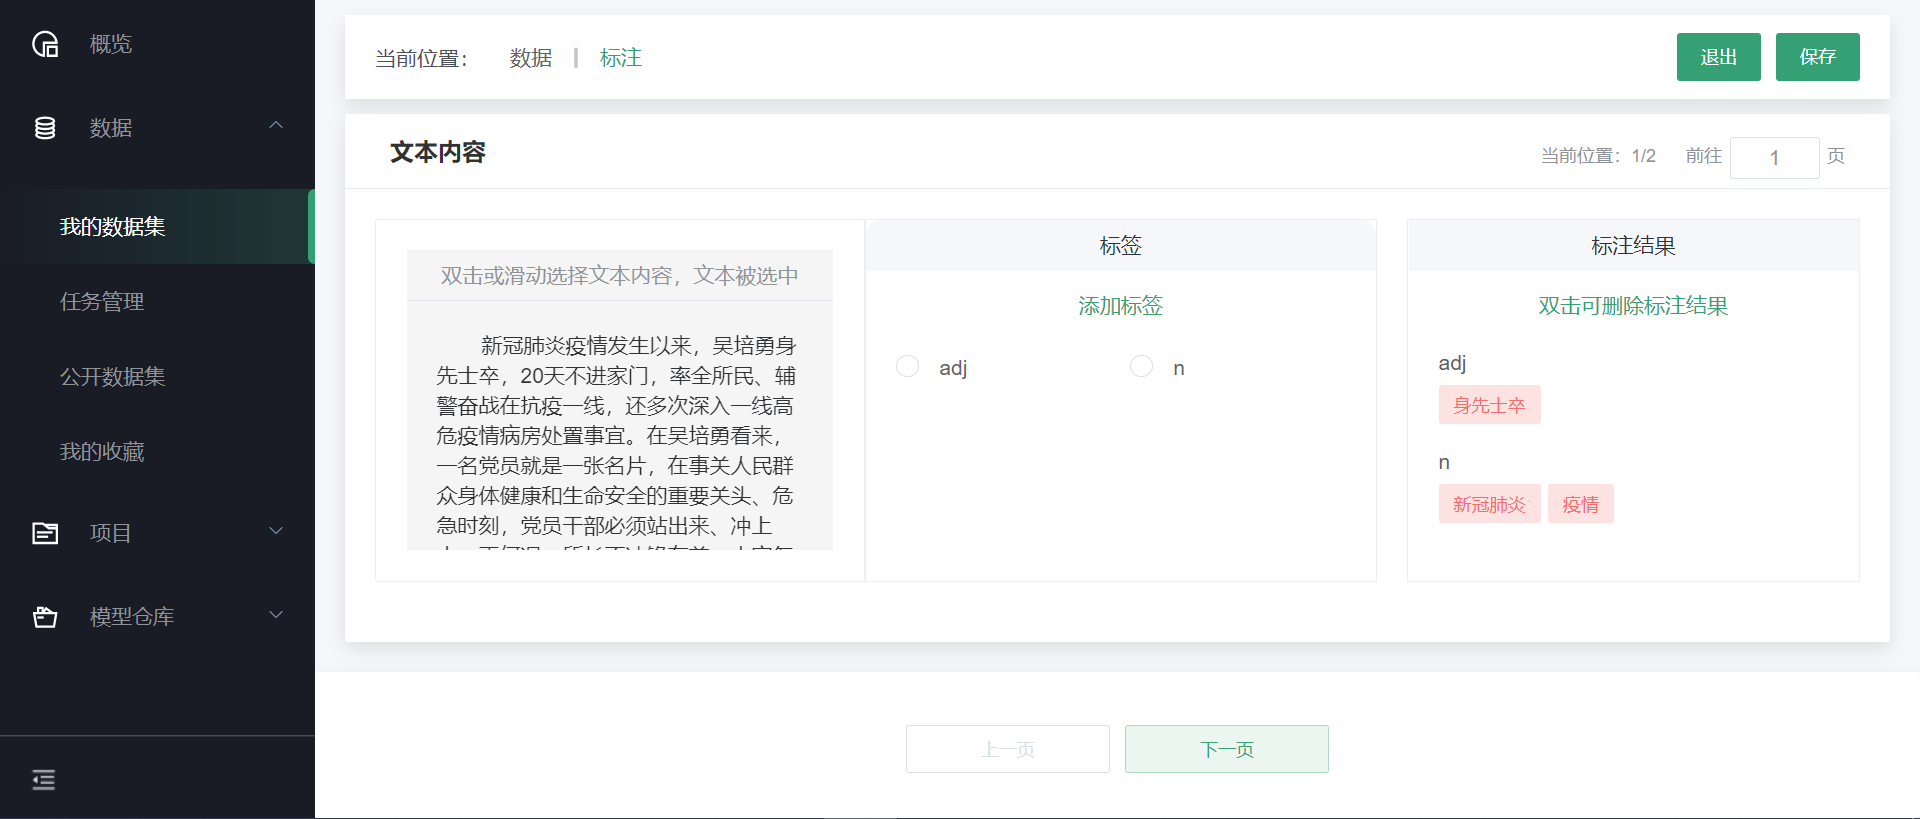 概览
数据
我的数据集
任务管理
公开数据集
我的收藏
项目
模型仓库
当前位置： 数据 | 标注
退出 保存
文本内容
当前位置：1/2 前往 1 页
双击或滑动选择文本内容，文本被选中
新冠肺炎疫情发生以来，吴培勇身
先士卒，20天不进家门，率全所民、辅
警奋战在抗疫一线，还多次深入一线高
危疫情病房处置事宜。在吴培勇看来，
一名党员就是一张名片，在事关人民群
众身体健康和生命安全的重要关头、危
急时刻，党员干部必须站出来、冲上
标签
添加标签
adj n
标注结果
双击可删除标注结果
adj
身先士卒
n
新冠肺炎 疫情
上一页 下一页